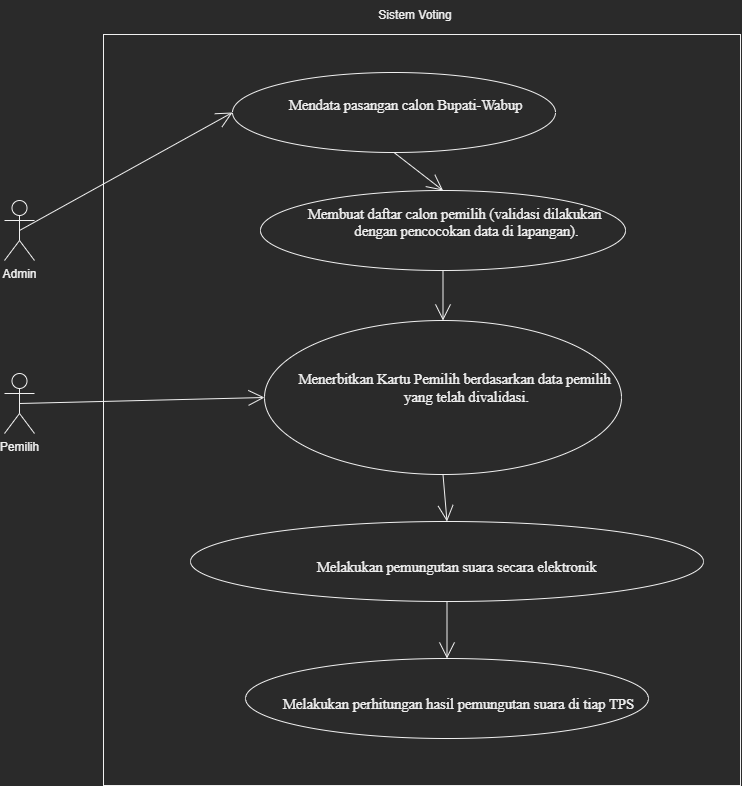 Sistem Voting
Mendata pasangan calon Bupati-Wabup
Membuat daftar calon pemilih (validasi dilakukan
dengan pencocokan data di lapangan).
Admin
Menerbitkan Kartu Pemilih berdasarkan data pemilih
yang telah divalidasi.
Pemilih
Melakukan pemungutan suara secara elektronik
Melakukan perhitungan hasil pemungutan suara di tiap TPS